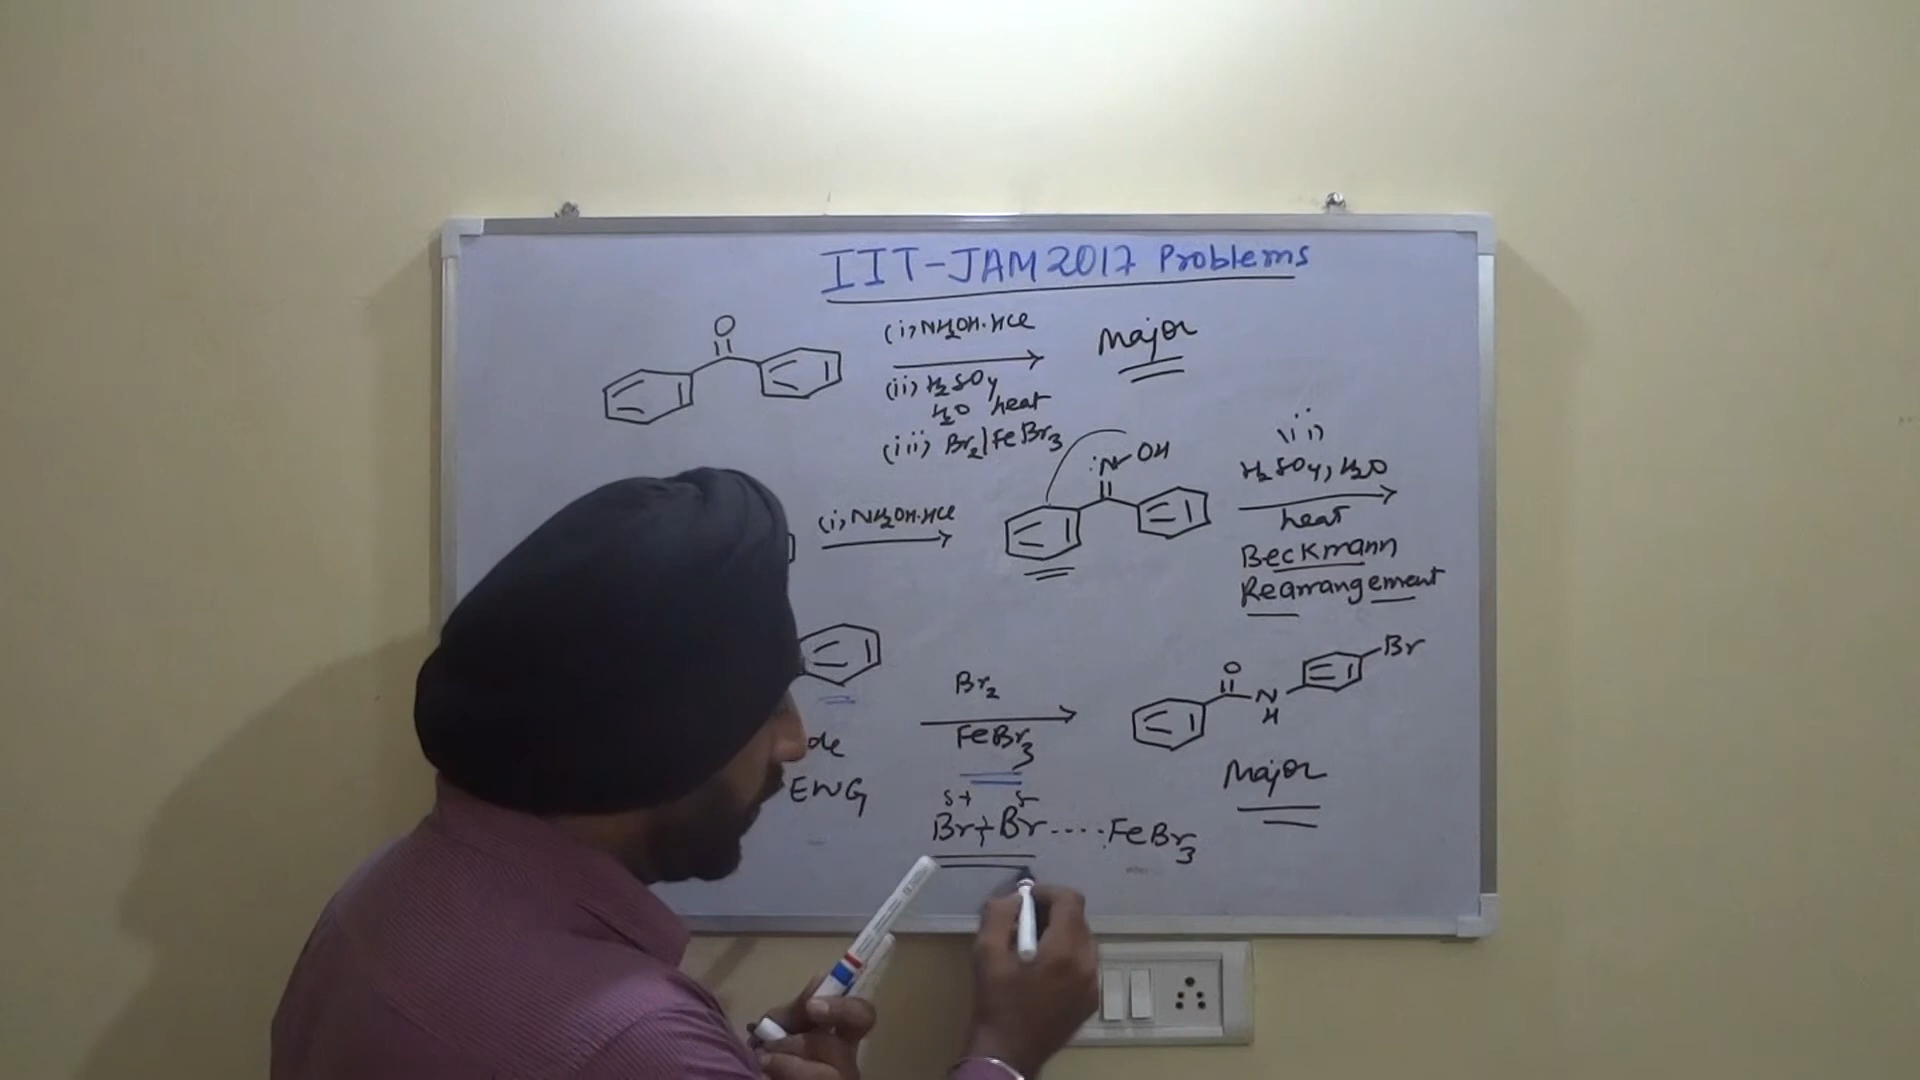 IIT-JAM 2017 Problems
O
(i) NH2OH.HCl
Major
(ii) H2SO4
H2O heat
(iii) Br2/FeBr3
(i) NH2OH.HCl
:N OH
(ii)
H2SO4, H2O
heat
Beckmann
Rearrangement
Br2
FeBr3
O
N
H
Br
de
EWG
Major
δ+ δ-
Br+Br----FeBr3